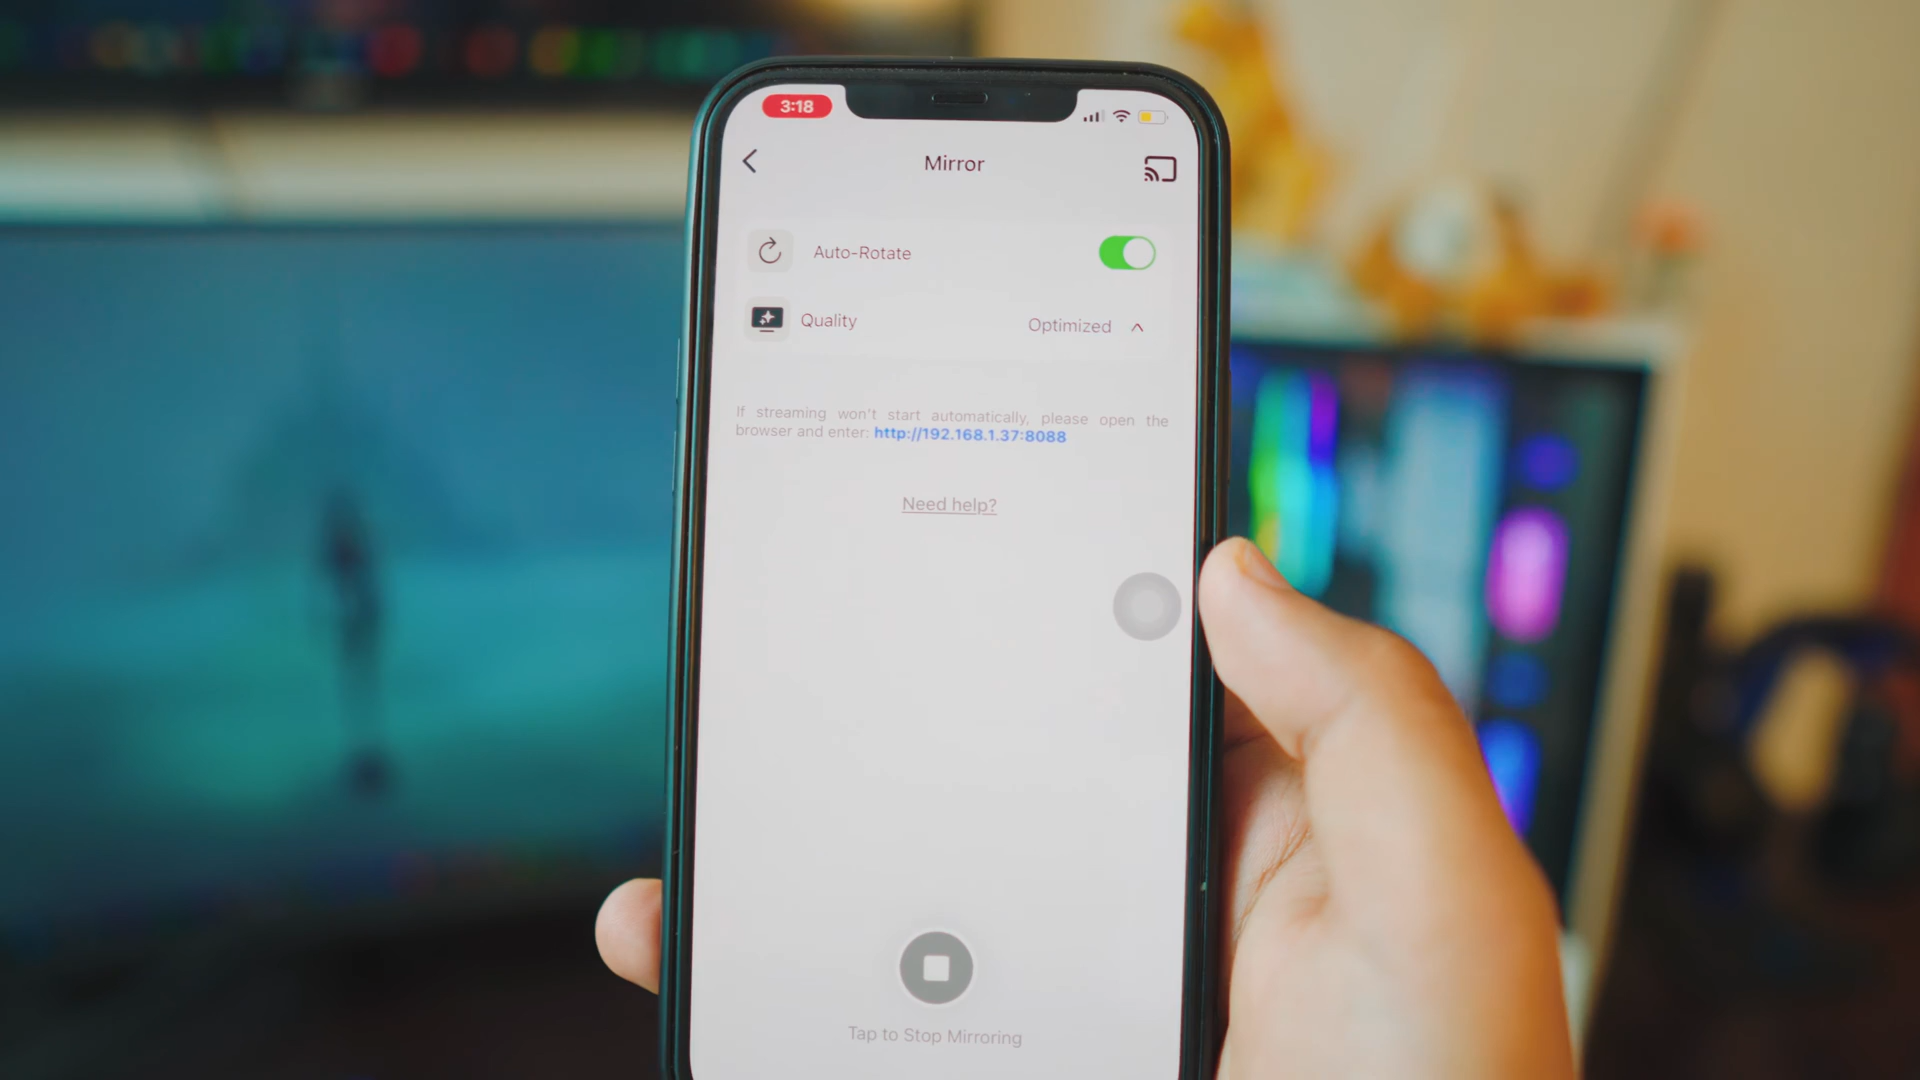 3:18
Mirror
Auto-Rotate
Quality Optimized
If streaming won't start automatically, please open the
browser and enter: http://192.168.1.37:8088
Need help?
Tap to Stop Mirroring